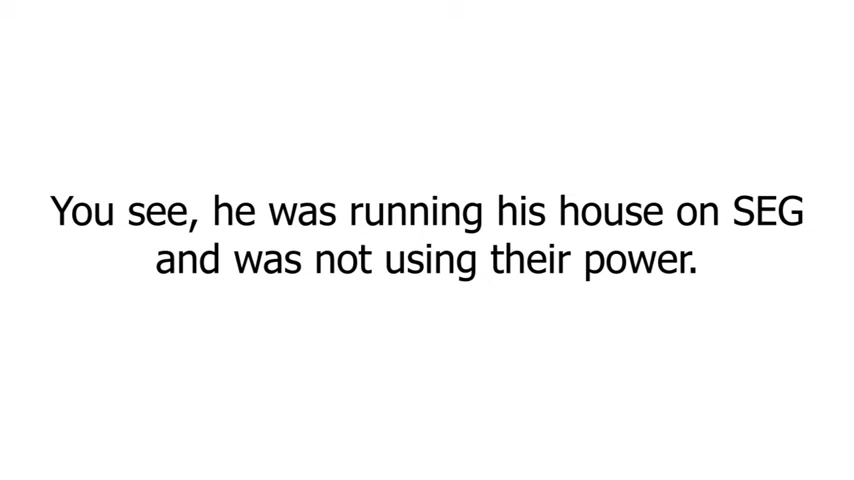 You see, he was running his house on SEG
and was not using their power.